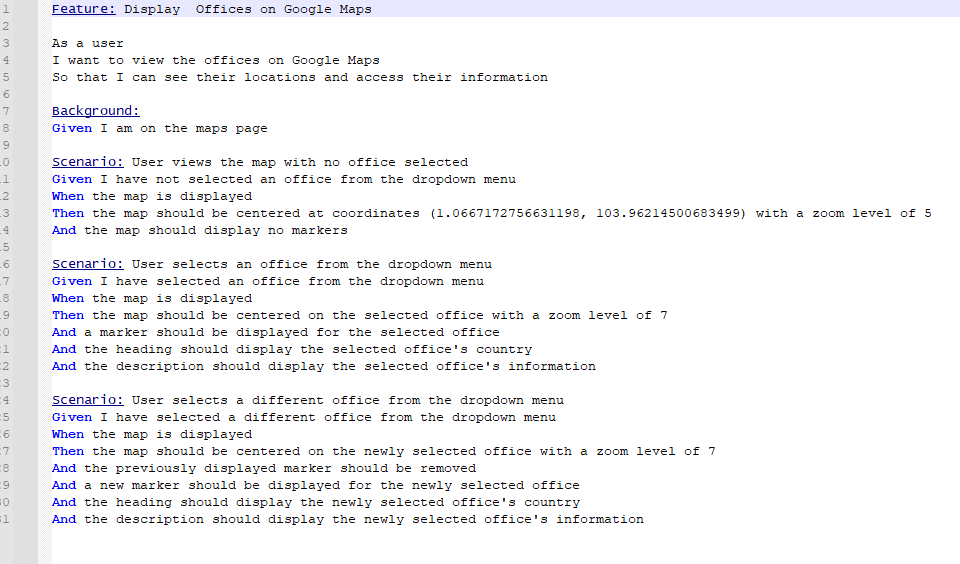 1 Feature: Display  Offices on Google Maps
2
3 As a user
4 I want to view the offices on Google Maps
5 So that I can see their locations and access their information
6
7 Background:
8 Given I am on the maps page
9
0 Scenario: User views the map with no office selected
1 Given I have not selected an office from the dropdown menu
2 When the map is displayed
3 Then the map should be centered at coordinates (1.0667172756631198, 103.96214500683499) with a zoom level of 5
4 And the map should display no markers
5
6 Scenario: User selects an office from the dropdown menu
7 Given I have selected an office from the dropdown menu
8 When the map is displayed
9 Then the map should be centered on the selected office with a zoom level of 7
0 And a marker should be displayed for the selected office
1 And the heading should display the selected office's country
2 And the description should display the selected office's information
3
4 Scenario: User selects a different office from the dropdown menu
5 Given I have selected a different office from the dropdown menu
6 When the map is displayed
7 Then the map should be centered on the newly selected office with a zoom level of 7
8 And the previously displayed marker should be removed
9 And a new marker should be displayed for the newly selected office
0 And the heading should display the newly selected office's country
1 And the description should display the newly selected office's information